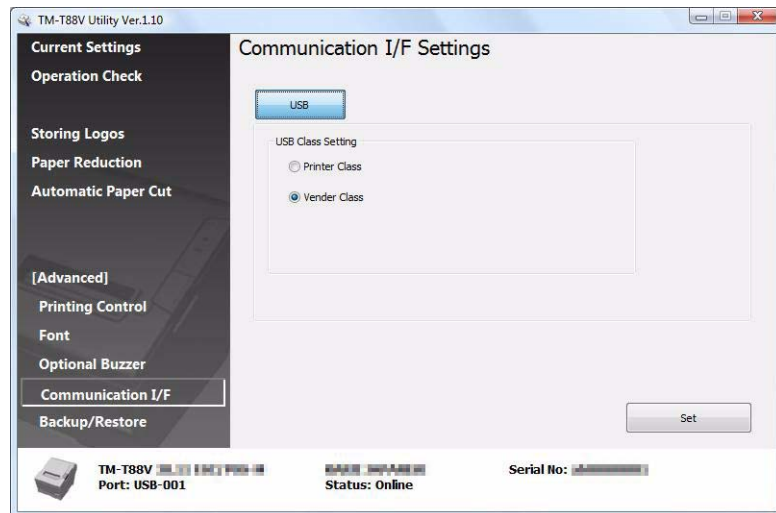 TM-T88V Utility Ver.1.10
Current Settings
Operation Check
Storing Logos
Paper Reduction
Automatic Paper Cut
[Advanced]
Printing Control
Font
Optional Buzzer
Communication I/F
Backup/Restore
Communication I/F Settings
USB
USB Class Setting
Printer Class
Vender Class
Set
TM-T88V
Port: USB-001
Status: Online
Serial No: